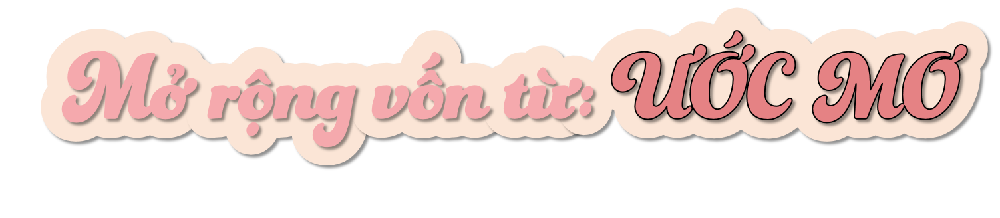 Mở rộng vốn từ: ƯỚC MƠ